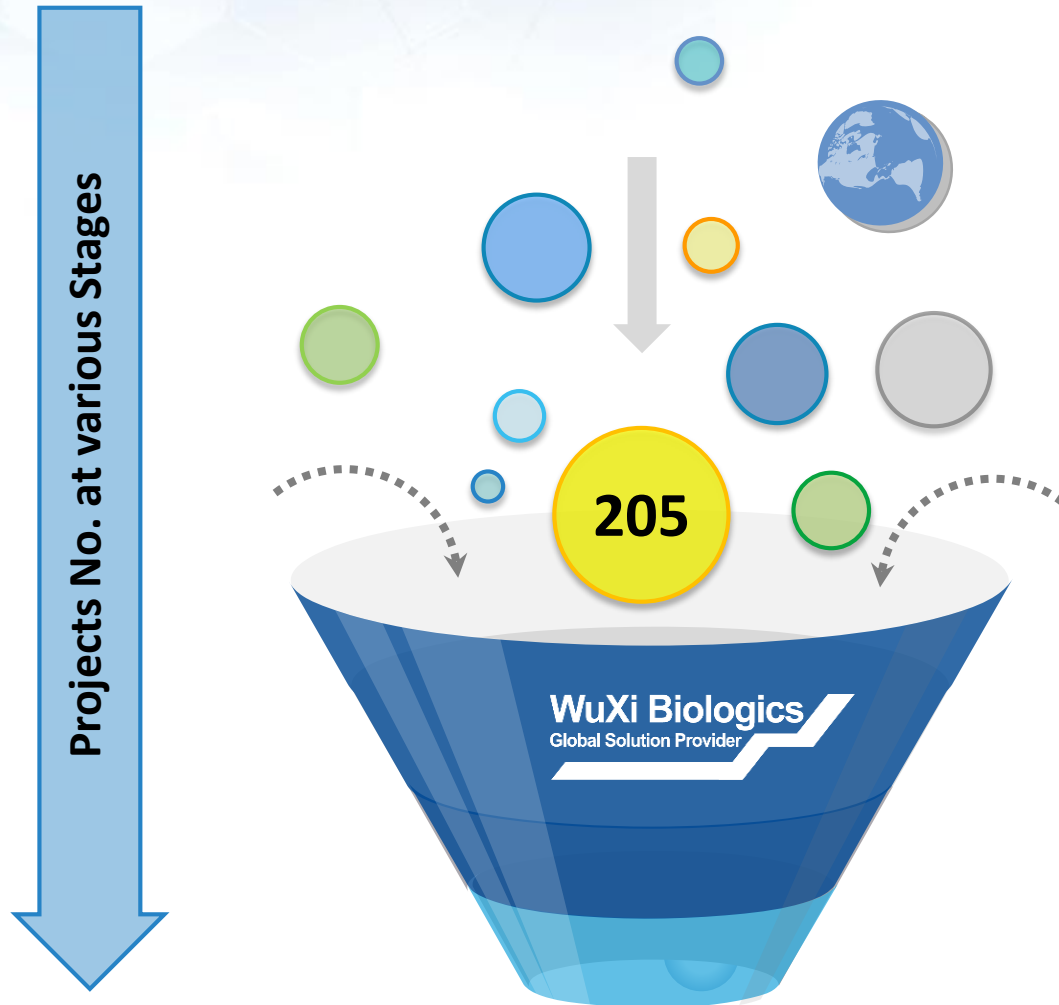 Projects No. at various Stages
205
WuXi Biologics
Global Solution Provider